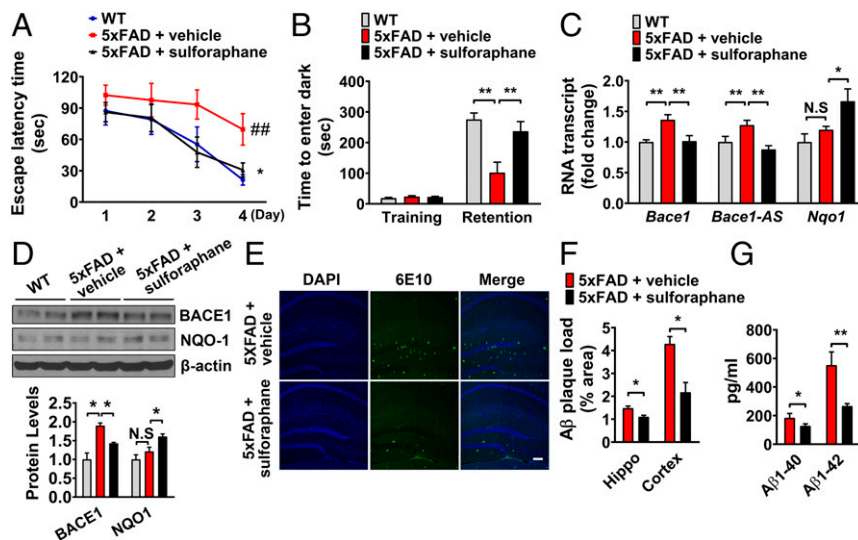 A
WT
5xFAD + vehicle
5xFAD + sulforaphane
Escape latency time
(sec)
120
90
60
30
0
##
*
1 2 3 4 (Day)
B
WT
5xFAD + vehicle
5xFAD + sulforaphane
Time to enter dark
(sec)
400
300
200
100
0
** **
Training Retention
C
WT
5xFAD + vehicle
5xFAD + sulforaphane
RNA transcript
(fold change)
2.0
1.5
1.0
0.5
0
** ** ** ** N.S *
Bace1 Bace1-AS Nqo1
D
WT
5xFAD +
vehicle
5xFAD +
sulforaphane
BACE1
NQO-1
β-actin
Protein Levels
2.0
1.5
1.0
0.5
0.0
* * N.S *
BACE1 NQO1
E
DAPI 6E10 Merge
5XFAD +
vehicle
5xFAD +
sulforaphane
F
G
5xFAD + vehicle
5xFAD + sulforaphane
Aβ plaque load
(% area)
5
4
3
2
1
0
* *
Hippo Cortex
pg/ml
800
600
400
200
0
* **
Aβ1-40 Aβ1-42